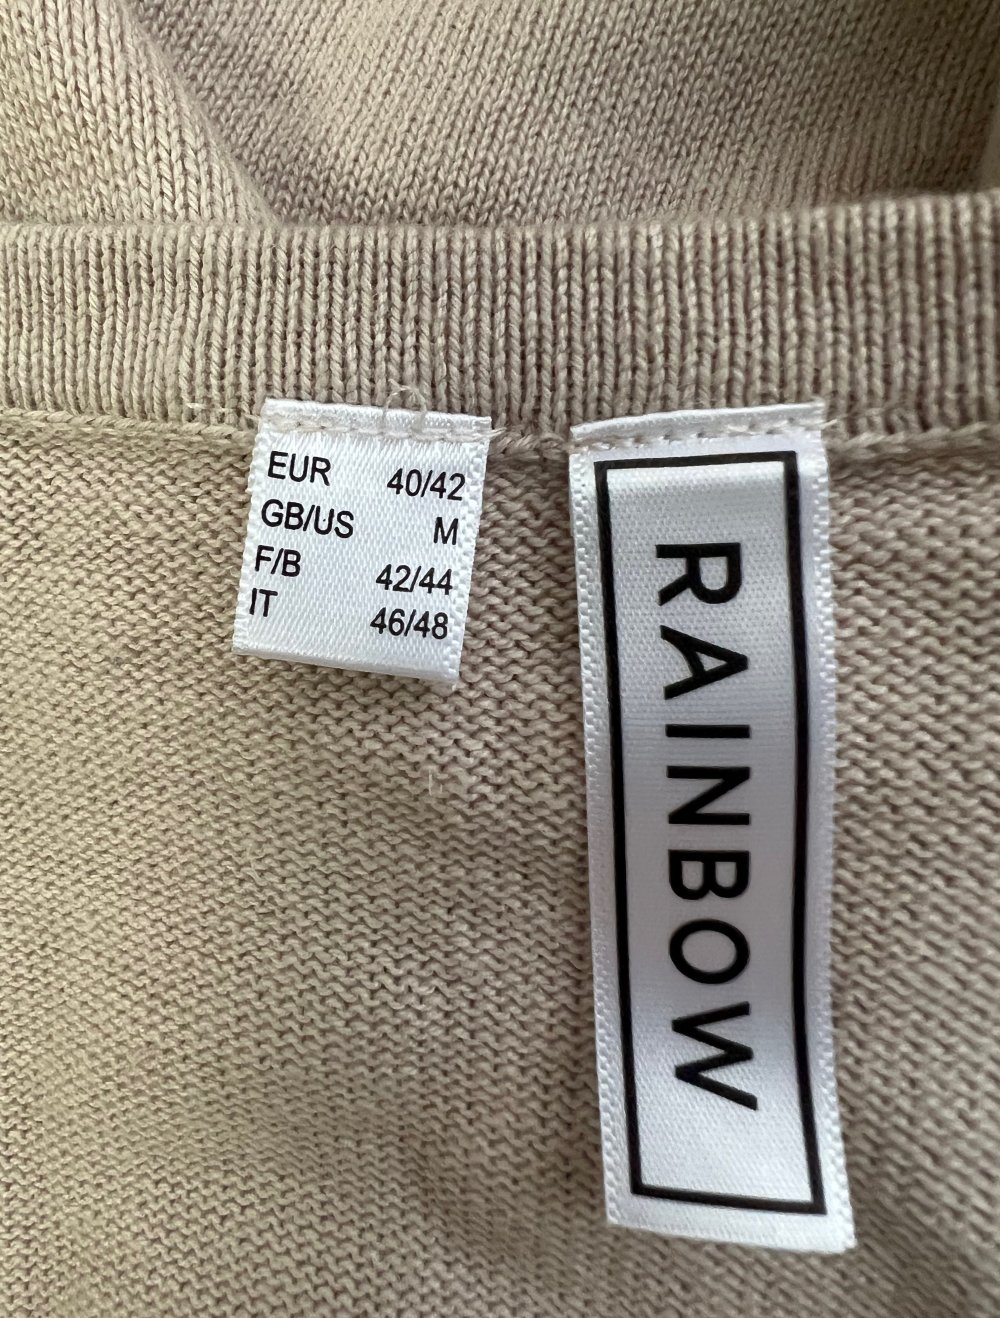 EUR 40/42
GB/US M
F/B 42/44
IT 46/48
RAINBOW